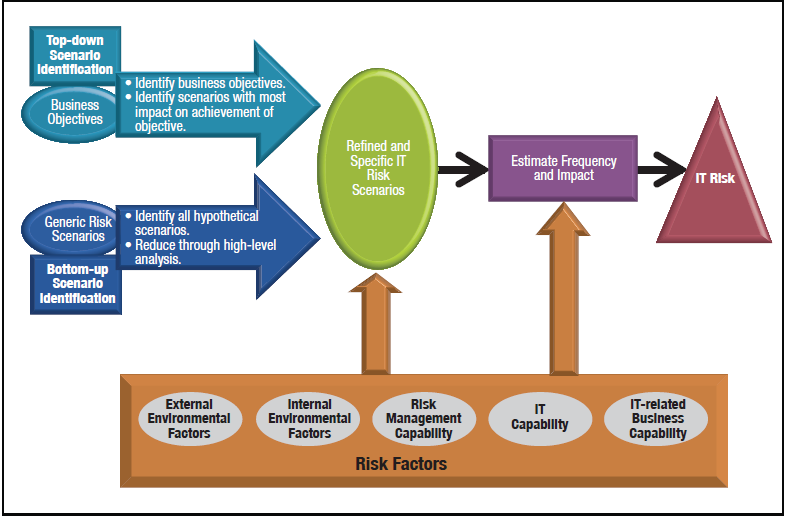 Top-down
Scenario
Identification
Business
Objectives
• Identify business objectives.
• Identify scenarios with most
impact on achievement of
objective.
Generic Risk
Scenarios
Bottom-up
Scenario
Identification
• Identify all hypothetical
scenarios.
• Reduce through high-level
analysis.
Refined and
Specific IT
Risk
Scenarios
Estimate Frequency
and Impact
IT Risk
External
Environmental
Factors
Internal
Environmental
Factors
Risk
Management
Capability
IT
Capability
IT-related
Business
Capability
Risk Factors